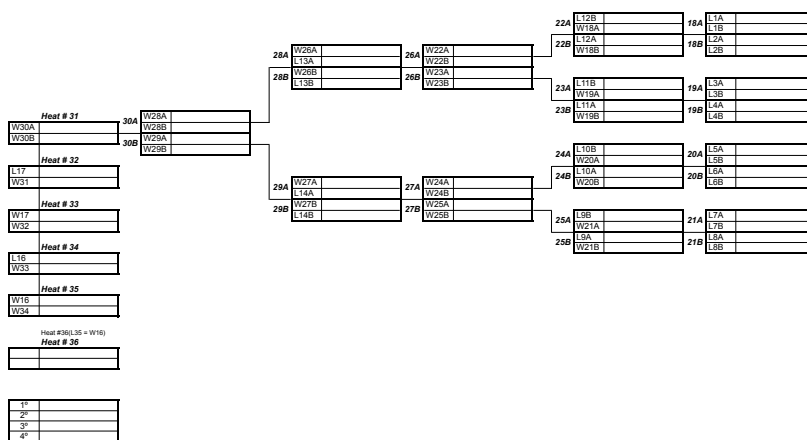 22A L12B 18A L1A
W18A L1B
22B L12A 18B L2A
W18B L2B
28A W26A 26A W22A
L13A W22B
28B W26B 26B W23A
L13B W23B
23A L11B 19A L3A
W19A L3B
23B L11A 19B L4A
W19B L4B
Heat # 31 30A W28A
W30A W28B
W30B 30B W29A
W29B
24A L10B 20A L5A
W20A L5B
24B L10A 20B L6A
W20B L6B
Heat # 32
L17
W31
29A W27A 27A W24A
L14A W24B
29B W27B 27B W25A
L14B W25B
Heat # 33
W17
W32
25A L9B 21A L7A
W21A L7B
25B L9A 21B L8A
W21B L8B
Heat # 34
L16
W33
Heat # 35
W16
W34
Heat #36(L35 = W16)
Heat # 36
1º
2º
3º
4º